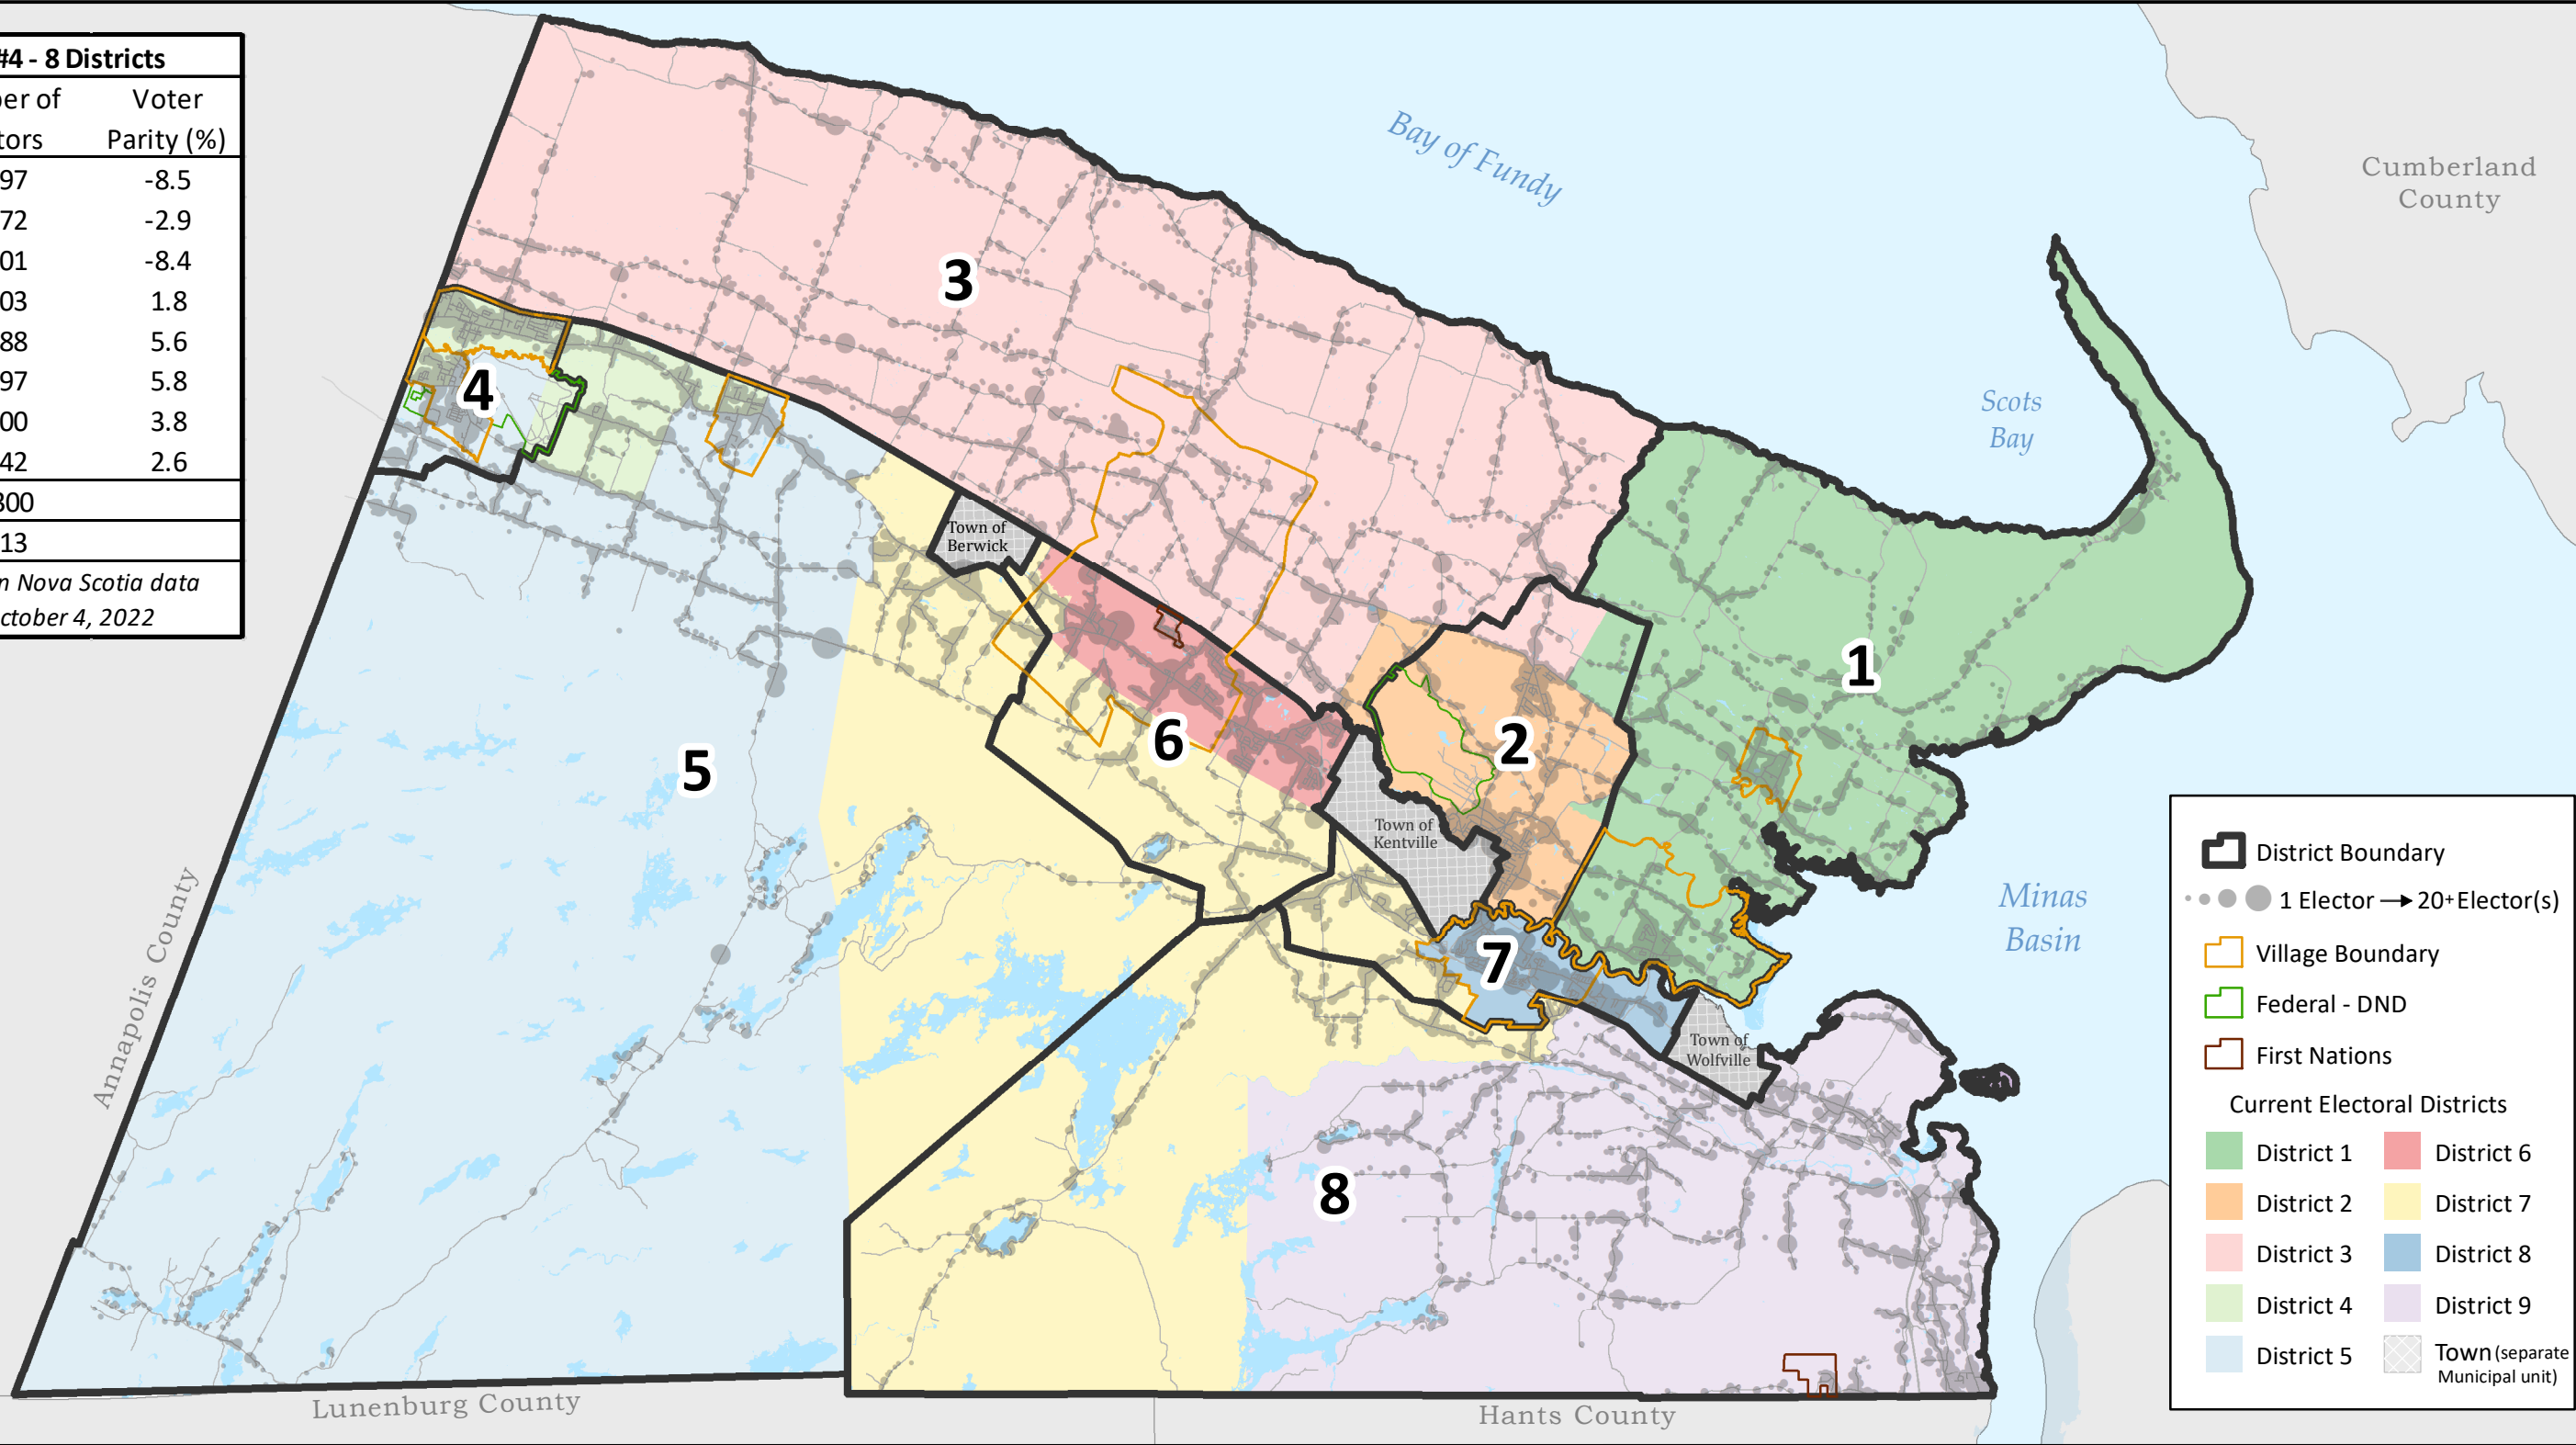 #4 - 8 Districts
ber of Voter
tors Parity (%)
97 -8.5
72 -2.9
01 -8.4
03 1.8
88 5.6
97 5.8
00 3.8
42 2.6
300
13
n Nova Scotia data
ctober 4, 2022
Bay of Fundy
Cumberland
County
Scots
Bay
3
4
Town of
Berwick
1
2
6
5
Town of
Kentville
Minas
Basin
7
Town of
Wolfville
8
Annapolis County
Lunenburg County
Hants County
District Boundary
1 Elector → 20+ Elector(s)
Village Boundary
Federal - DND
First Nations
Current Electoral Districts
District 1 District 6
District 2 District 7
District 3 District 8
District 4 District 9
District 5 Town (separate
Municipal unit)